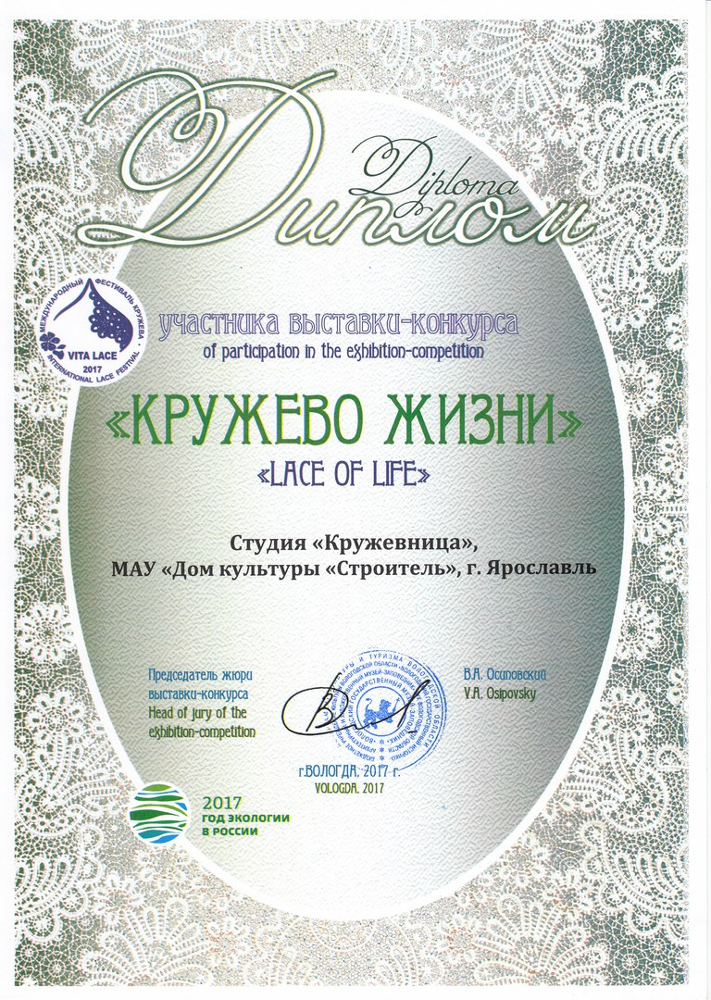 Diploma
Диплом
МЕЖДУНАРОДНЫЙ ФЕСТИВАЛЬ КРУЖЕВА
VITA LACE
2017
INTERNATIONAL LACE FESTIVAL
участника выставки-конкурса
of participation in the exhibition-competition
«КРУЖЕВО ЖИЗНИ»
«LACE OF LIFE»
Студия «Кружевница»,
МАУ «Дом культуры «Строитель», г. Ярославль
Председатель жюри
выставки-конкурса
Head of jury of the
exhibition-competition
В.А. Осиповский
V.A. Osipovsky
г.ВОЛОГДА, 2017 г.
VOLOGDA, 2017
2017
ГОД ЭКОЛОГИИ
В РОССИИ